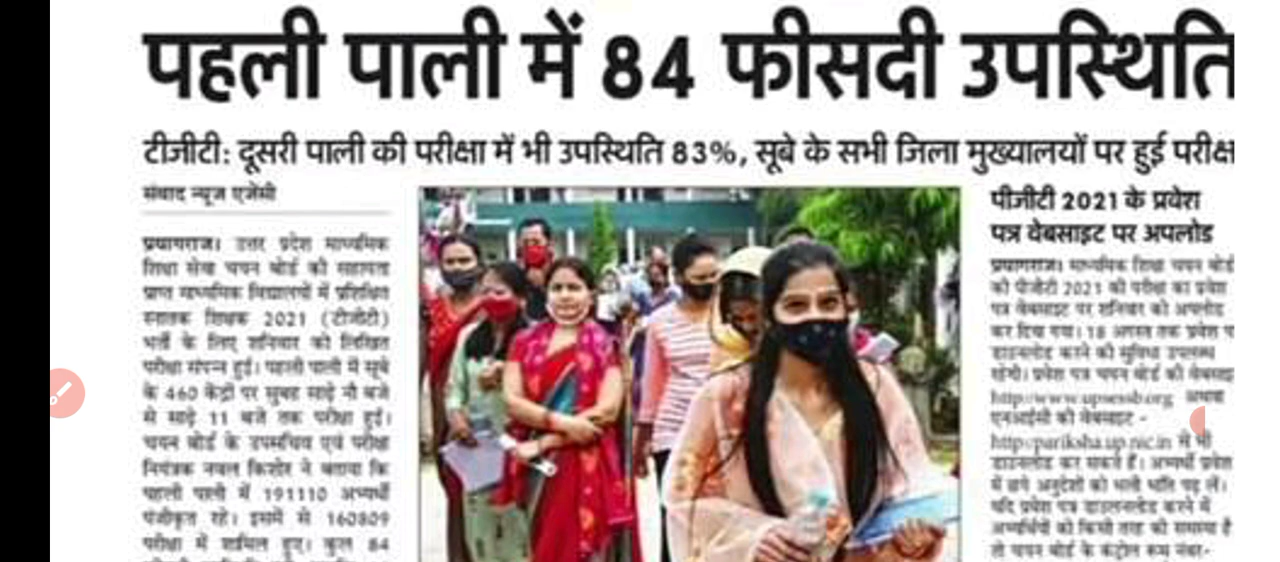 पहली पाली में 84 फीसदी उपस्थिति
टीजीटी: दूसरी पाली की परीक्षा में भी उपस्थिति 83%, सूबे के सभी जिला मुख्यालयों पर हुई परीक्ष
संवाद न्यूज एजेंसी
प्रयागराज। उत्तर प्रदेश माध्यमिक
शिक्षा सेवा चयन बोर्ड की सहायता
प्राप्त माध्यमिक विद्यालयों में प्रशिक्षित
स्नातक शिक्षक 2021 (टीजीटी)
भर्ती के लिए शनिवार को लिखित
परीक्षा संपन्न हुई। पहली पाली में सूबे
के 460 केंद्रों पर सुबह साढ़े नौ बजे
से साढ़े 11 बजे तक परीक्षा हुई।
चयन बोर्ड के उपसचिव एवं परीक्षा
नियंत्रक नवल किशोर ने बताया कि
पहली पाली में 191110 अभ्यर्थी
पंजीकृत रहे। इसमें से 160809
परीक्षा में शामिल हुए। कुल 84
पीजीटी 2021 के प्रवेश
पत्र वेबसाइट पर अपलोड
प्रयागराज। माध्यमिक शिक्षा चयन बोर्ड
की पीजीटी 2021 की परीक्षा का प्रवेश
पत्र वेबसाइट पर शनिवार को अपलोड
कर दिया गया। 18 अगस्त तक प्रवेश प
डाउनलोड करने की सुविधा उपलब्ध
रहेगी। प्रवेश पत्र चयन बोर्ड की वेबसाइ
http://www.upsessb.org अथवा
एनआईसी की वेबसाइट -
http:pariksha.up.nic.in से भी
डाउनलोड कर सकते हैं। अभ्यर्थी प्रवेश
में छपे अनुदेशों को भली भांति पढ़ लें।
यदि प्रवेश पत्र डाउनलोड करने में
अभ्यर्थियों को किसी तरह की समस्या है
तो चयन बोर्ड के कंट्रोल रूम नंबर-